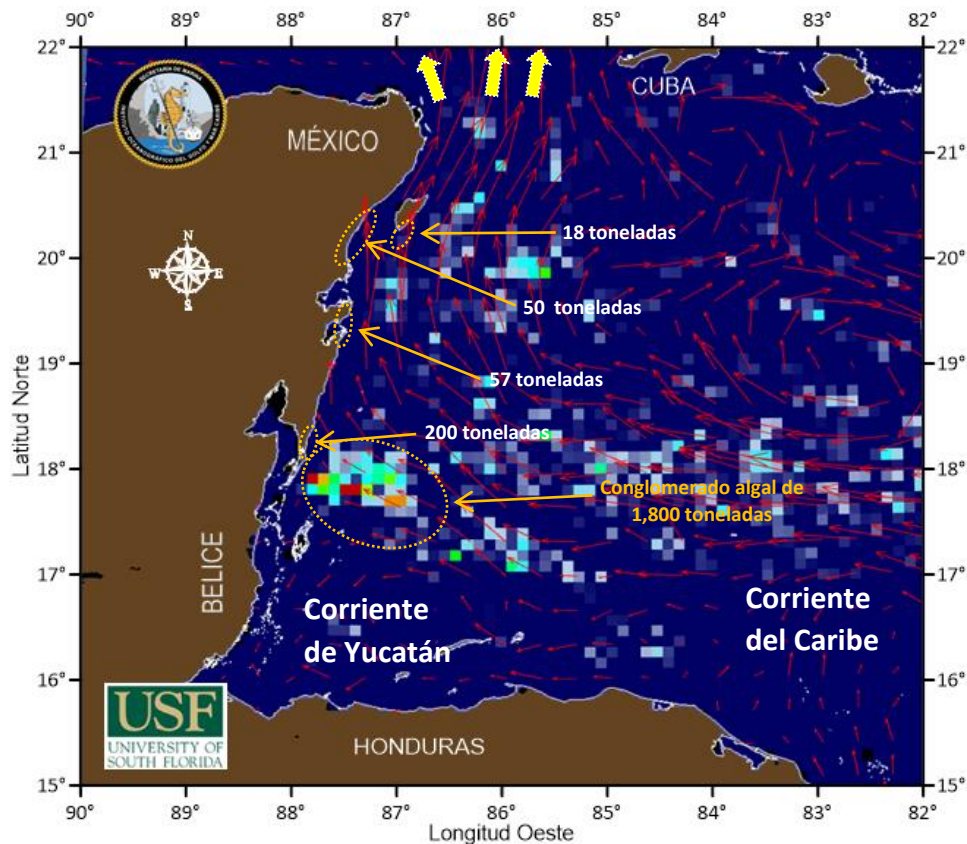 90° 89° 88° 87° 86° 85° 84° 83° 82°
22° 22°
CUBA
SECRETARÍA DE MARINA
MÉXICO
21° 21°
18 toneladas
N
20° 20°
W E
S
50 toneladas
19° 19°
57 toneladas
Latitud Norte
200 toneladas
18° 18°
Conglomerado algal de
1,800 toneladas
17° 17°
BELICE
Corriente
de Yucatán
Corriente
del Caribe
16° 16°
USF
UNIVERSITY OF
SOUTH FLORIDA
HONDURAS
15° 15°
90° 89° 88° 87° 86° 85° 84° 83° 82°
Longitud Oeste